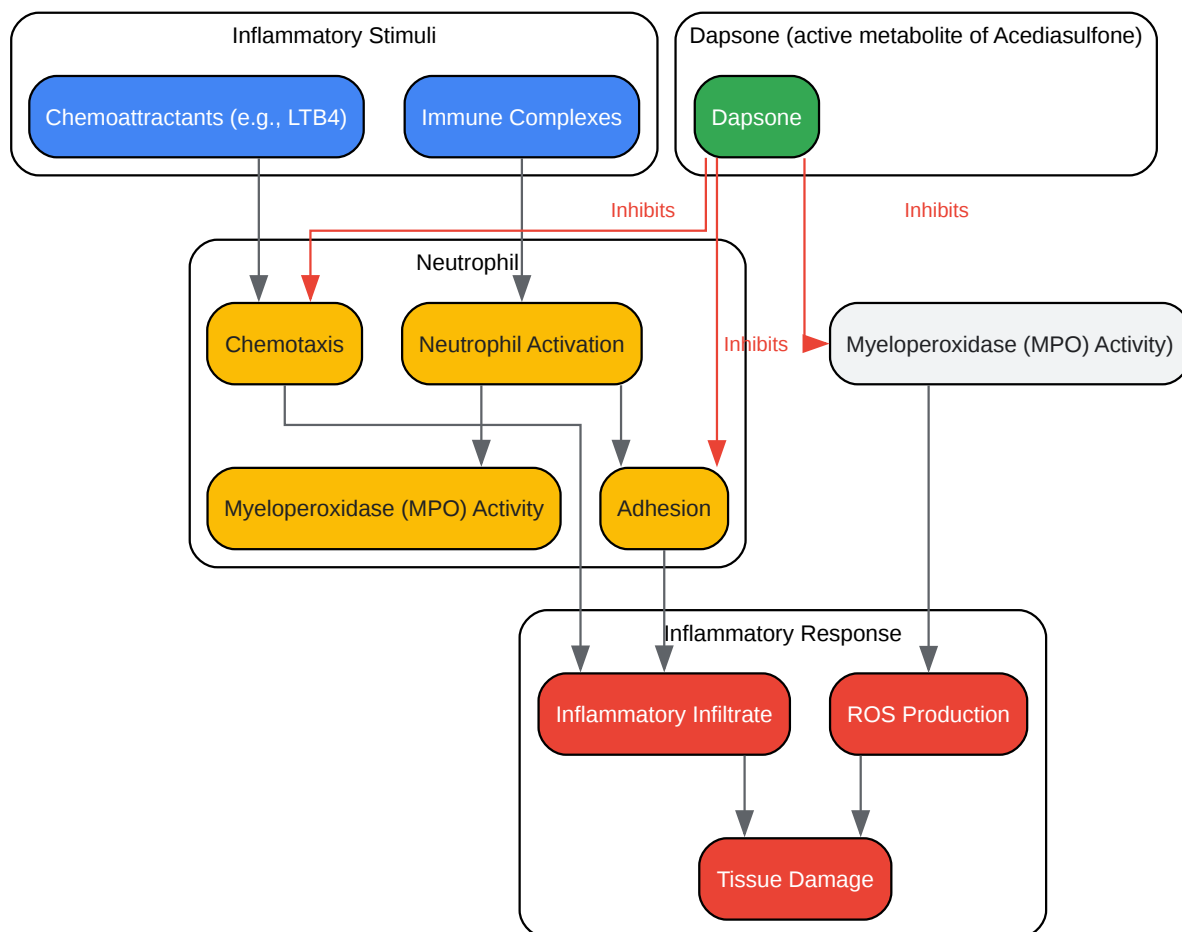 Inflammatory Stimuli
Dapsone (active metabolite of Acediasulfone)
Chemoattractants (e.g., LTB4)
Immune Complexes
Dapsone
Inhibits
Inhibits
Neutrophil
Chemotaxis
Neutrophil Activation
Inhibits
Myeloperoxidase (MPO) Activity)
Myeloperoxidase (MPO) Activity
Adhesion
Inflammatory Response
Inflammatory Infiltrate
ROS Production
Tissue Damage